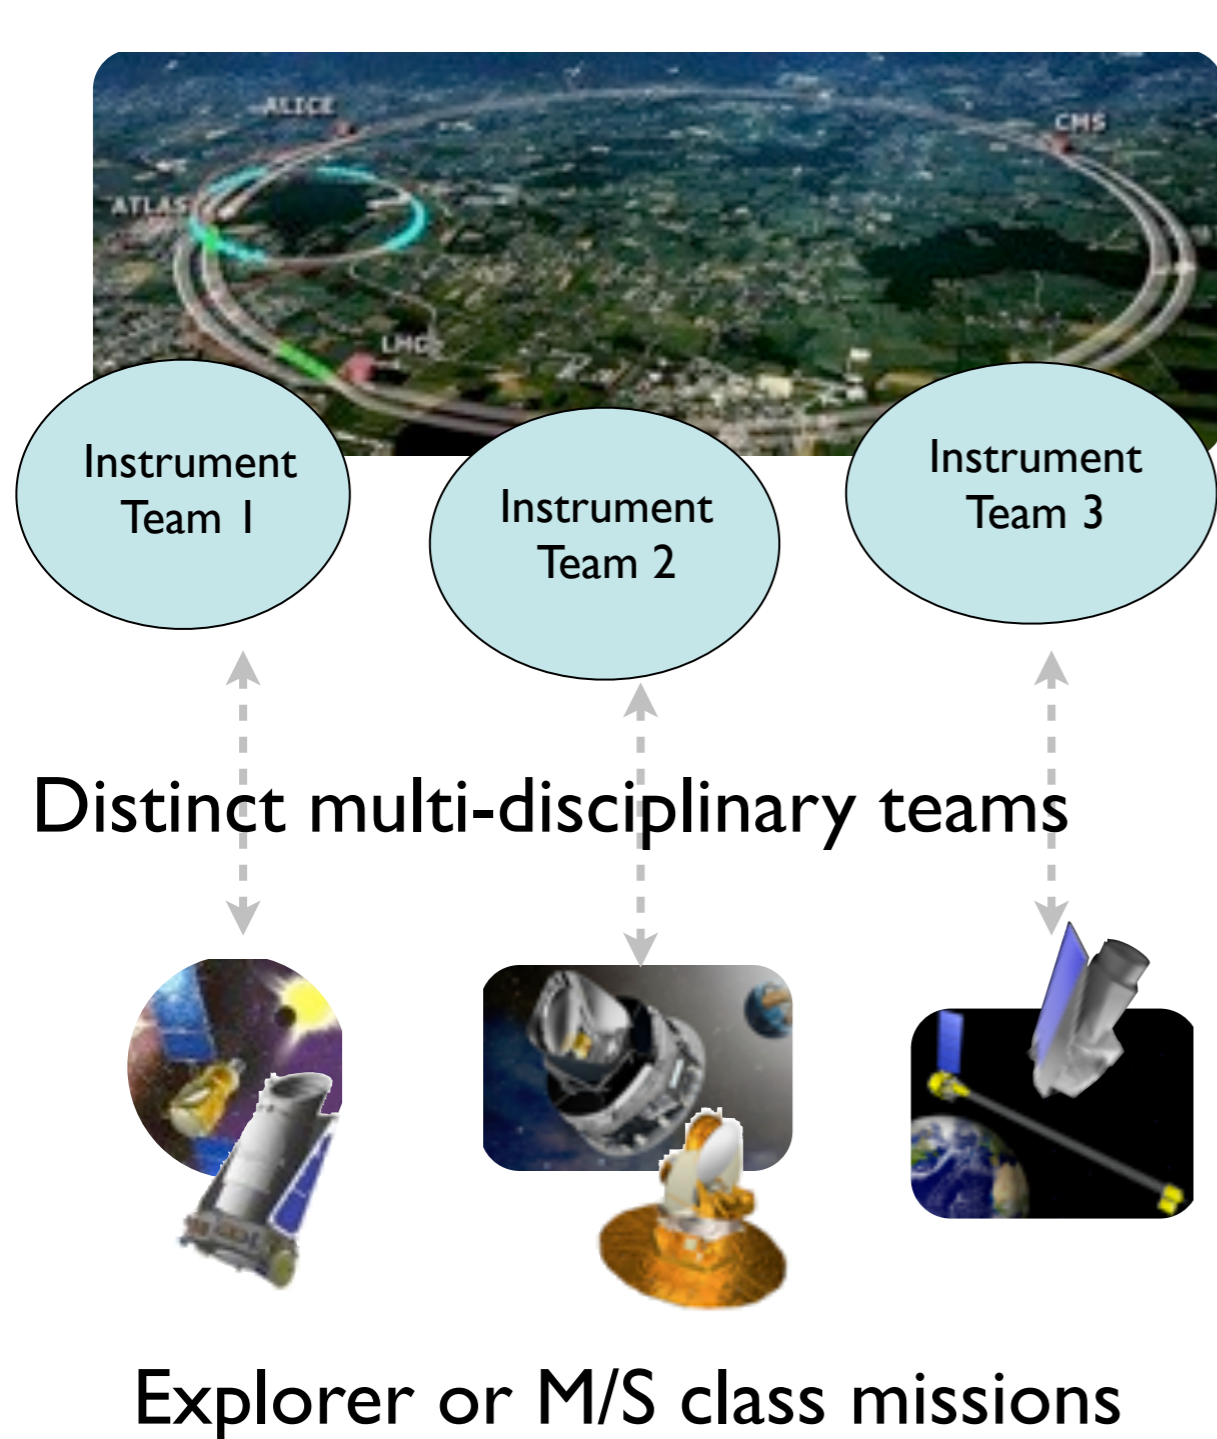 ALICE
CMS
ATLAS
Instrument
Team 1
Instrument
Team 2
Instrument
Team 3
Distinct multi-disciplinary teams
Explorer or M/S class missions